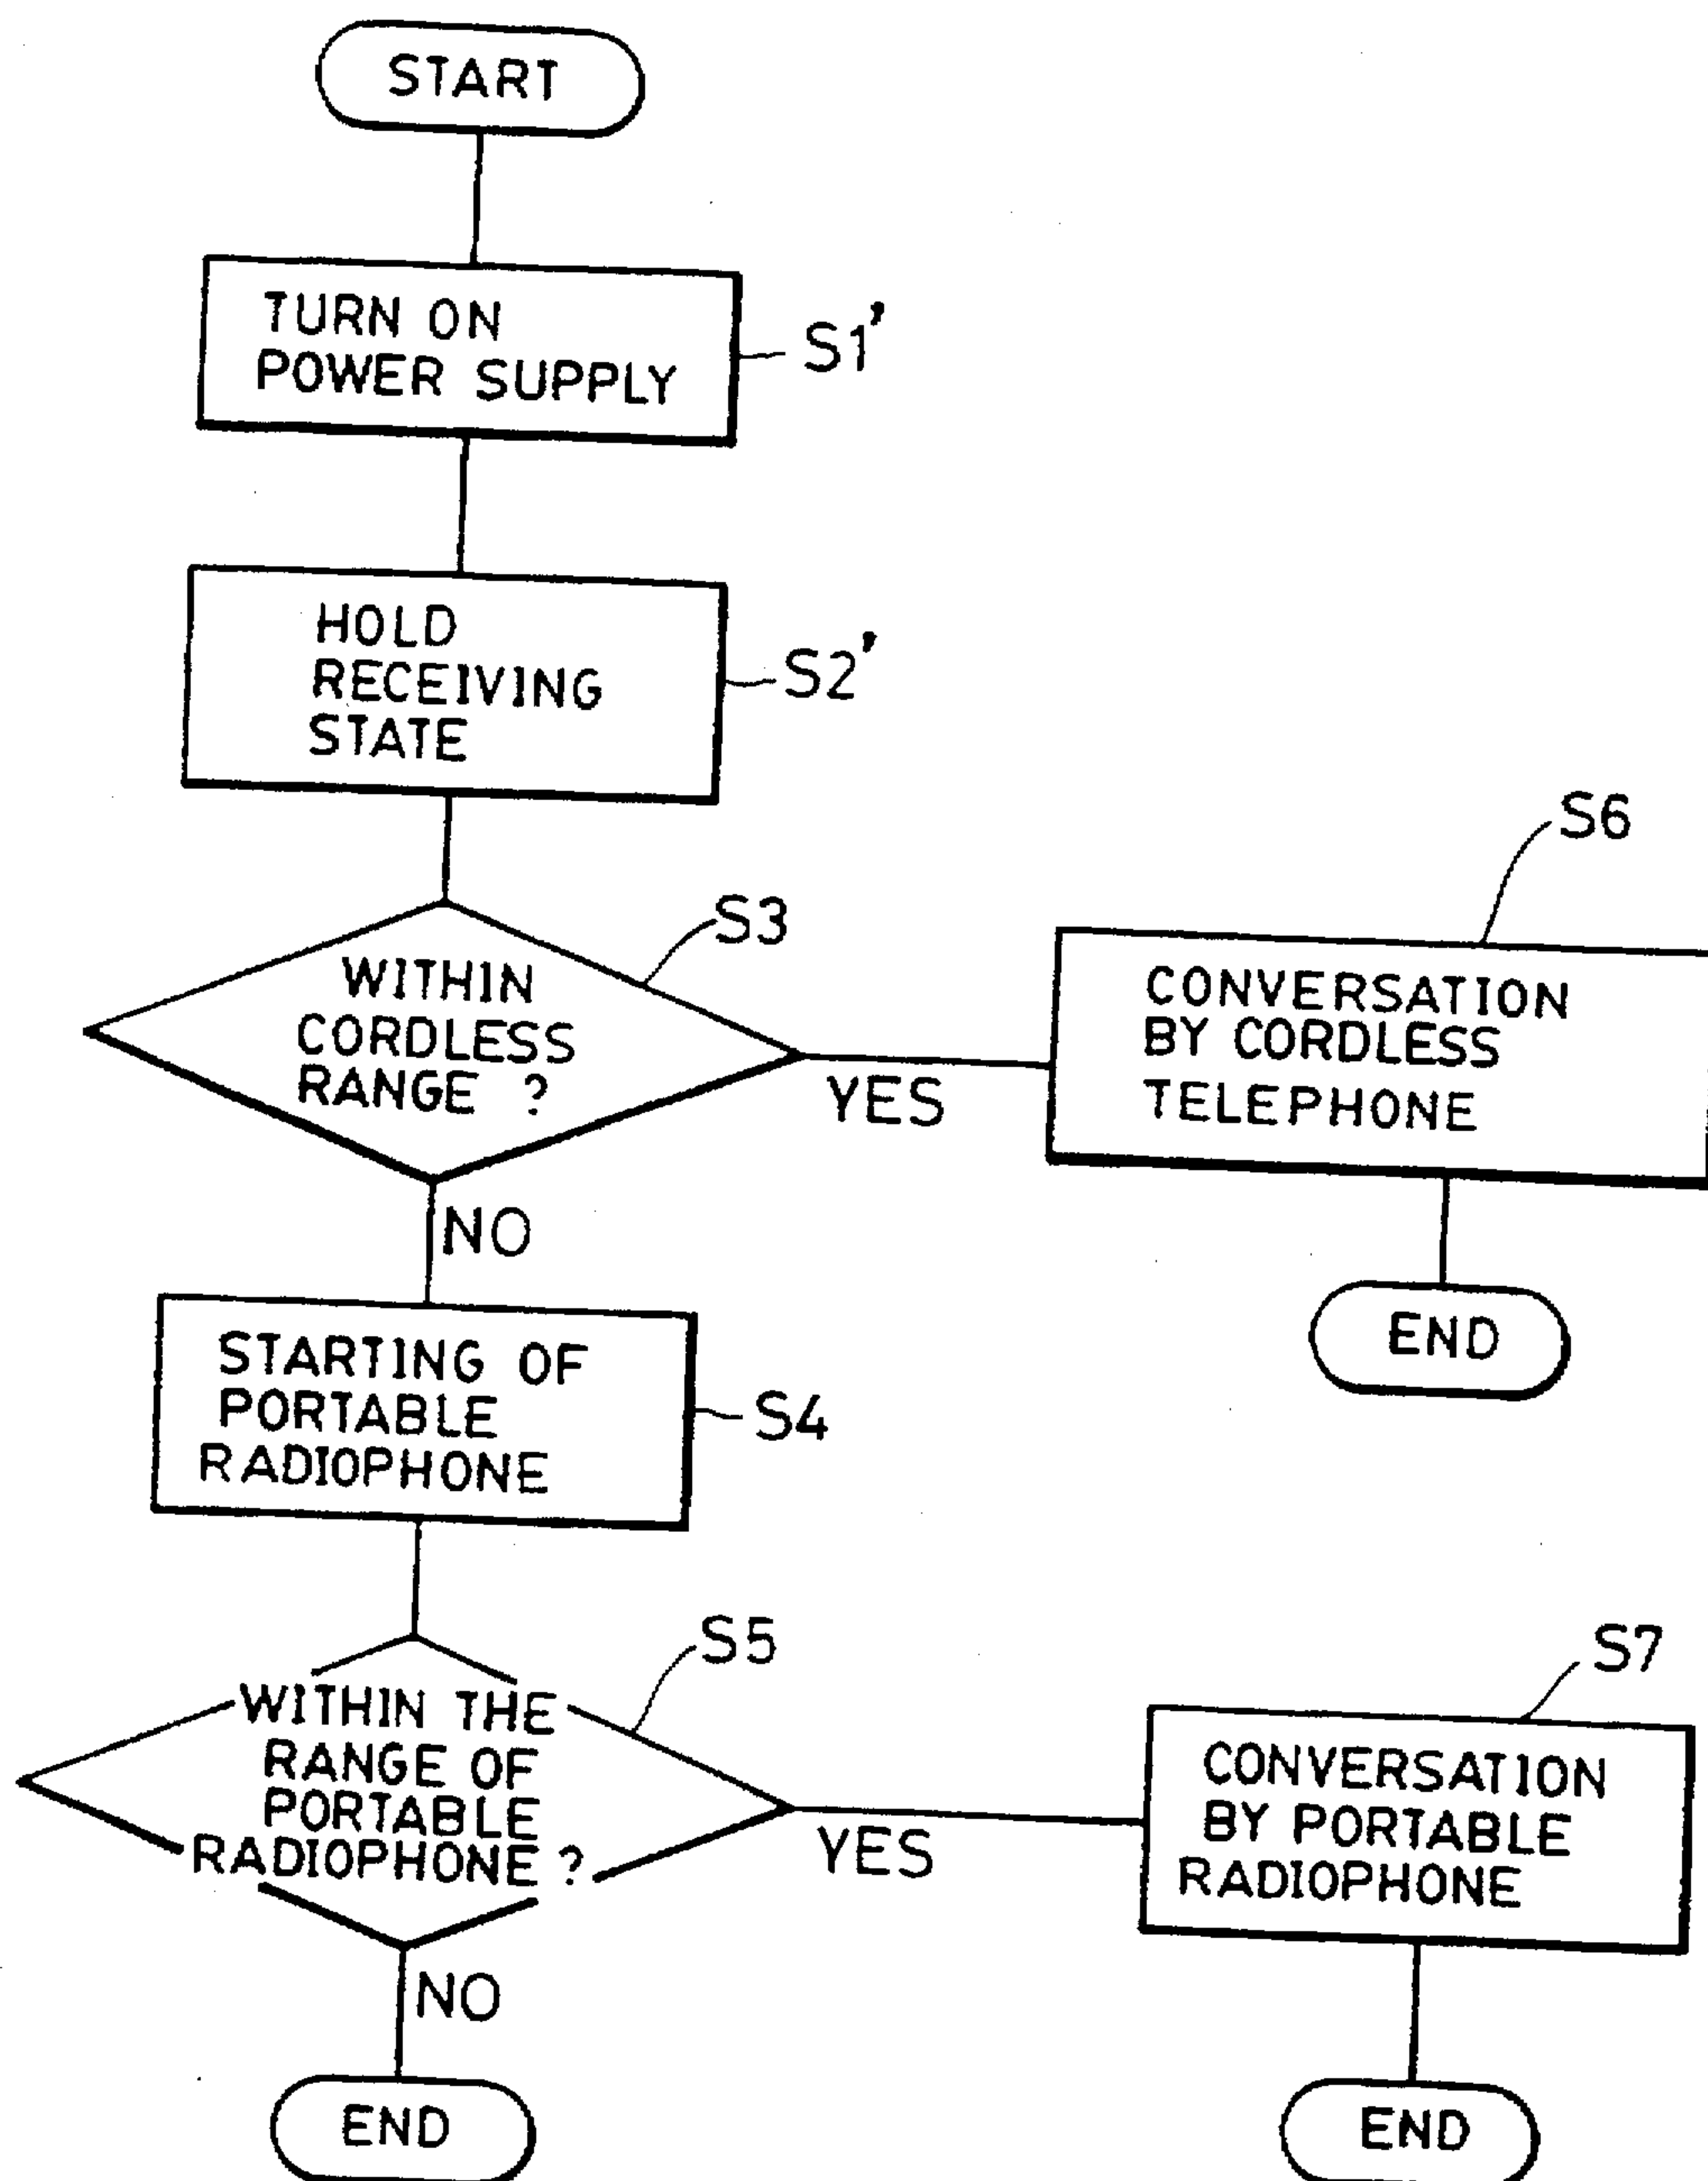 START
TURN ON
POWER SUPPLY
S1'
HOLD
RECEIVING
STATE
S2'
WITHIN
CORDLESS
RANGE ?
S3
YES
NO
CONVERSATION
BY CORDLESS
TELEPHONE
S6
END
STARTING OF
PORTABLE
RADIOPHONE
S4
WITHIN THE
RANGE OF
PORTABLE
RADIOPHONE ?
S5
YES
NO
CONVERSATION
BY PORTABLE
RADIOPHONE
S7
END
END